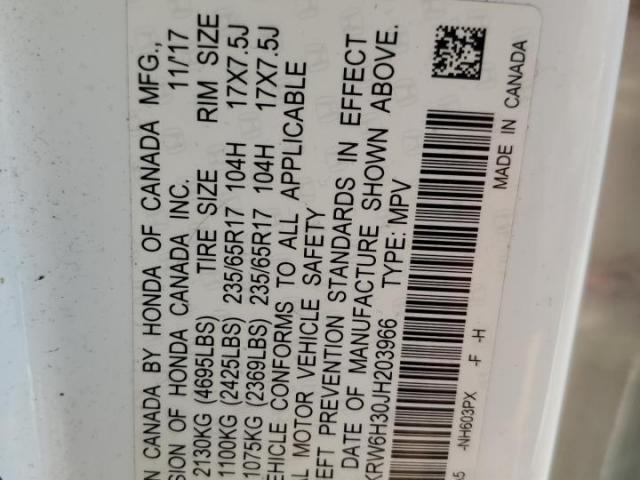 IN CANADA BY HONDA OF CANADA MFG.,
SION OF HONDA CANADA INC. 11/17
2130KG (4695LBS) TIRE SIZE RIM SIZE
1100KG (2425LBS) 235/65R17 104H 17X7.5J
1075KG (2369LBS) 235/65R17 104H 17X7.5J
EHICLE CONFORMS TO ALL APPLICABLE
AL MOTOR VEHICLE SAFETY
EFT PREVENTION STANDARDS IN EFFECT
DATE OF MANUFACTURE SHOWN ABOVE.
KRW6H30JH203966 TYPE: MPV
A5 -NH603PX -F -H
MADE IN CANADA